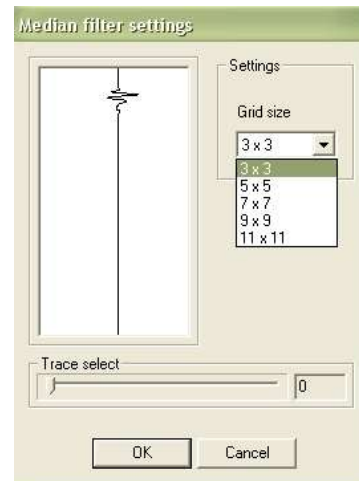 Median filter settings
Settings
Grid size
3 x 3
3 x 3
5 x 5
7 x 7
9 x 9
11 x 11
Trace select
0
OK
Cancel